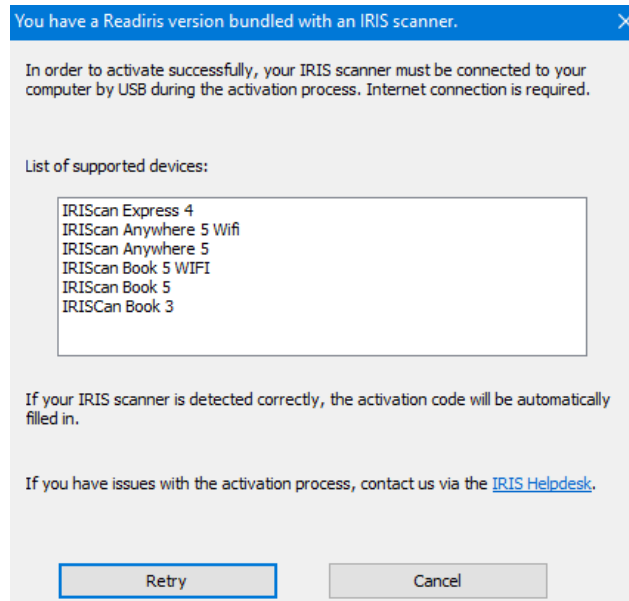 You have a Readiris version bundled with an IRIS scanner.
In order to activate successfully, your IRIS scanner must be connected to your
computer by USB during the activation process. Internet connection is required.
List of supported devices:
IRIScan Express 4
IRIScan Anywhere 5 Wifi
IRIScan Anywhere 5
IRIScan Book 5 WIFI
IRIScan Book 5
IRISCan Book 3
If your IRIS scanner is detected correctly, the activation code will be automatically
filled in.
If you have issues with the activation process, contact us via the IRIS Helpdesk.
Retry
Cancel